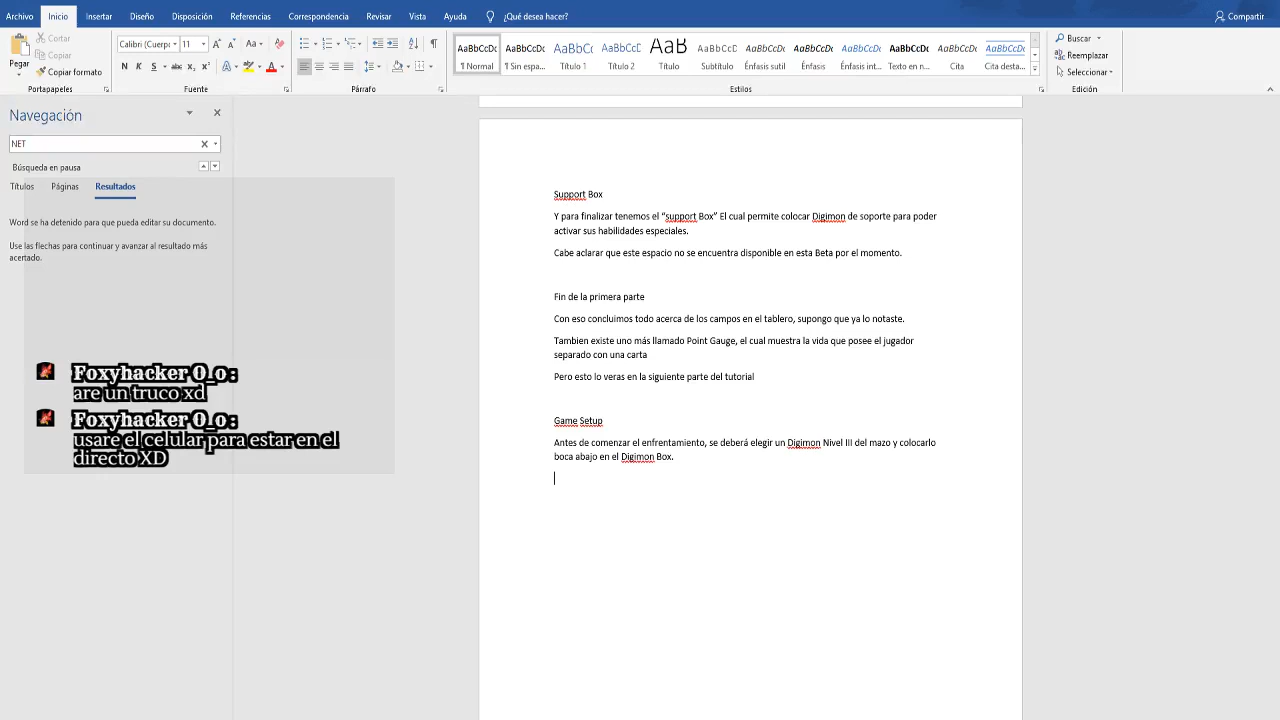 Archivo Inicio Insertar Diseño Disposición Referencias Correspondencia Revisar Vista Ayuda ¿Qué desea hacer? Compartir
Pegar
Cortar
Copiar
Copiar formato
Portapapeles
Calibri (Cuerp 11
N K S abc x₂ x²
Fuente
Párrafo
AaBbCcDc AaBbCcDc AaBbCc AaBbCcC AaB AaBbCcD AaBbCcDc AaBbCcDc AaBbCcDc AaBbCcDc AaBbCcDc AaBbCcDc
¶ Normal ¶ Sin espa... Título 1 Título 2 Título Subtítulo Énfasis sutil Énfasis Énfasis int... Texto en n... Cita Cita desta...
Estilos
Buscar
Reemplazar
Seleccionar
Edición
Navegación
NET
Búsqueda en pausa
Títulos Páginas Resultados
Word se ha detenido para que pueda editar su documento.
Use las flechas para continuar y avanzar al resultado más
acertado.
Foxyhacker O_o :
are un truco xd
Foxyhacker O_o :
usare el celular para estar en el
directo XD
Support Box
Y para finalizar tenemos el “support Box” El cual permite colocar Digimon de soporte para poder
activar sus habilidades especiales.
Cabe aclarar que este espacio no se encuentra disponible en esta Beta por el momento.
Fin de la primera parte
Con eso concluimos todo acerca de los campos en el tablero, supongo que ya lo notaste.
Tambien existe uno más llamado Point Gauge, el cual muestra la vida que posee el jugador
separado con una carta
Pero esto lo veras en la siguiente parte del tutorial
Game Setup
Antes de comenzar el enfrentamiento, se deberá elegir un Digimon Nivel III del mazo y colocarlo
boca abajo en el Digimon Box.